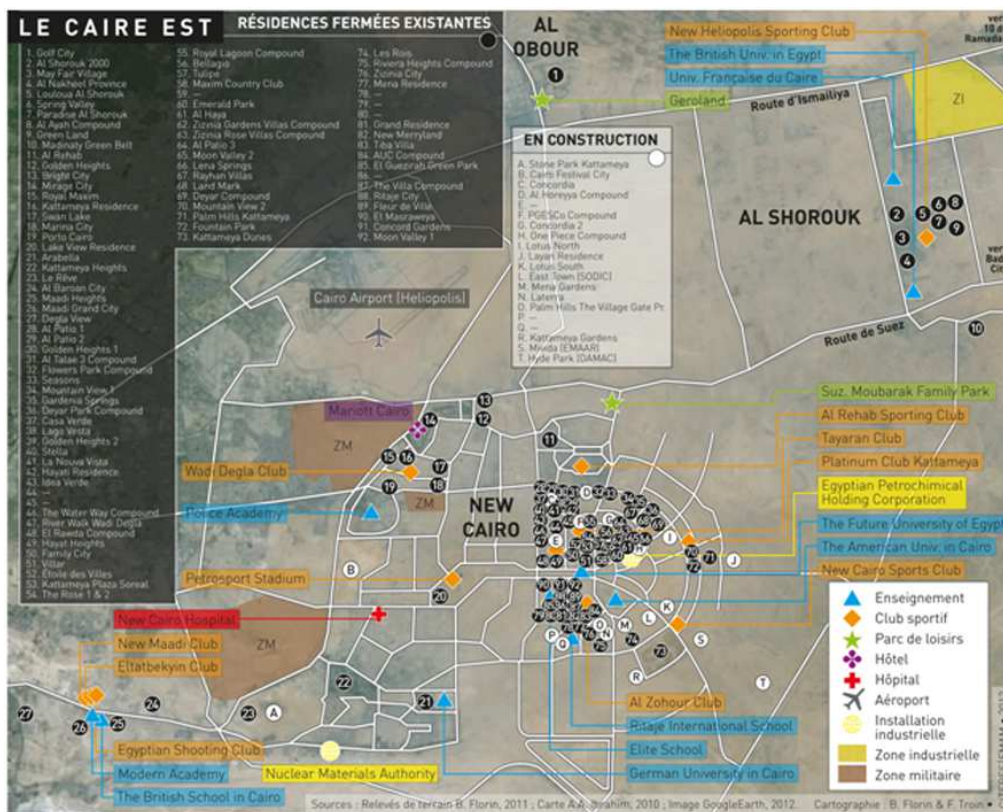 LE CAIRE EST
RÉSIDENCES FERMÉES EXISTANTES
1. Golf City
2. Al Shorouk 2000
3. May Fair Village
4. Al Nakheel Province
5. Louloua Al Shorouk
6. Spring Valley
7. Paradise Al Shorouk
8. Al Ayah Compound
9. Green Land
10. Madinaty Green Belt
11. Al Rehab
12. Golden Heights
13. Bright City
14. Mirage City
15. Royal Maxim
16. Kattameya Residence
17. Swan Lake
18. Marina City
19. Porto Cairo
20. Lake View Residence
21. Arabella
22. Kattameya Heights
23. Le Rêve
24. Al Baroan City
25. Maadi Heights
26. Maadi Grand City
27. Degla View
28. Al Patio 1
29. Al Patio 2
30. Golden Heights 1
31. Al Talae 3 Compound
32. Flowers Park Compound
33. Seasons
34. Mountain View 1
35. Gardenia Springs
36. Deyar Park Compound
37. Casa Verde
38. Lago Vesta
39. Golden Heights 2
40. Stella
41. La Nouva Vista
42. Hayati Residence
43. Idea Verde
44. —
45. —
46. The Water Way Compound
47. River Walk Wadi Degla
48. El Rawda Compound
49. Hayat Heights
50. Family City
51. Villar
52. Étoile des Villes
53. Kattameya Plaza Soreal
54. The Rose 1 & 2
55. Royal Lagoon Compound
56. Bellagio
57. Tulipe
58. Maxim Country Club
59. —
60. Emerald Park
61. Al Haya
62. Zizinia Gardens Villas Compound
63. Zizinia Rose Villas Compound
64. Al Patio 3
65. Moon Valley 2
66. Lena Springs
67. Rayhan Villas
68. Land Mark
69. Deyar Compound
70. Mountain View 2
71. Palm Hills Kattameya
72. Fountain Park
73. Kattameya Dunes
74. Les Rois
75. Riviera Heights Compound
76. Zizinia City
77. Mena Residence
78. —
79. —
80. —
81. Grand Residence
82. New Merryland
83. Tiba Villa
84. AUC Compound
85. El Guezirah Green Park
86. —
87. The Villa Compound
88. Ritaje City
89. Fleur de Ville
90. El Masraweya
91. Concord Gardens
92. Moon Valley 1
EN CONSTRUCTION
A. Stone Park Kattameya
B. Cairo Festival City
C. Concordia
D. Al Horeyya Compound
E. —
F. PGESCo Compound
G. Concordia 2
H. One Piece Compound
I. Lotus North
J. Layan Residence
K. Lotus South
L. East Town [SODIC]
M. Mena Gardens
N. Laterra
O. Palm Hills The Village Gate Pr
P. —
Q. —
R. Kattameya Gardens
S. Mivida [EMAAR]
T. Hyde Park [DAMAC]
AL OBOUR
New Heliopolis Sporting Club
The British Univ. in Egypt
Univ. Française du Caire
Geroland
Route d'Ismaïliya
ZI
AL SHOROUK
Route de Suez
Cairo Airport (Heliopolis)
Mariott Cairo
ZM
Wadi Degla Club
ZM
Police Academy
NEW CAIRO
Suz. Moubarak Family Park
Al Rehab Sporting Club
Tayaran Club
Platinum Club Kattameya
Egyptian Petrochimical
Holding Corporation
The Future University of Egypt
The American Univ. in Cairo
New Cairo Sports Club
Petrosport Stadium
New Cairo Hospital
ZM
New Maadi Club
Eltatbekyin Club
Egyptian Shooting Club
Modern Academy
The British School in Cairo
Nuclear Materials Authority
Al Zohour Club
Ritaje International School
Elite School
German University in Cairo
Enseignement
Club sportif
Parc de loisirs
Hôtel
Hôpital
Aéroport
Installation
industrielle
Zone industrielle
Zone militaire
Sources : Relevés de terrain B. Florin, 2011 ; Carte A.A. Ibrahim, 2010 ; Image GoogleEarth, 2012. Cartographie : B. Florin & F. Troin